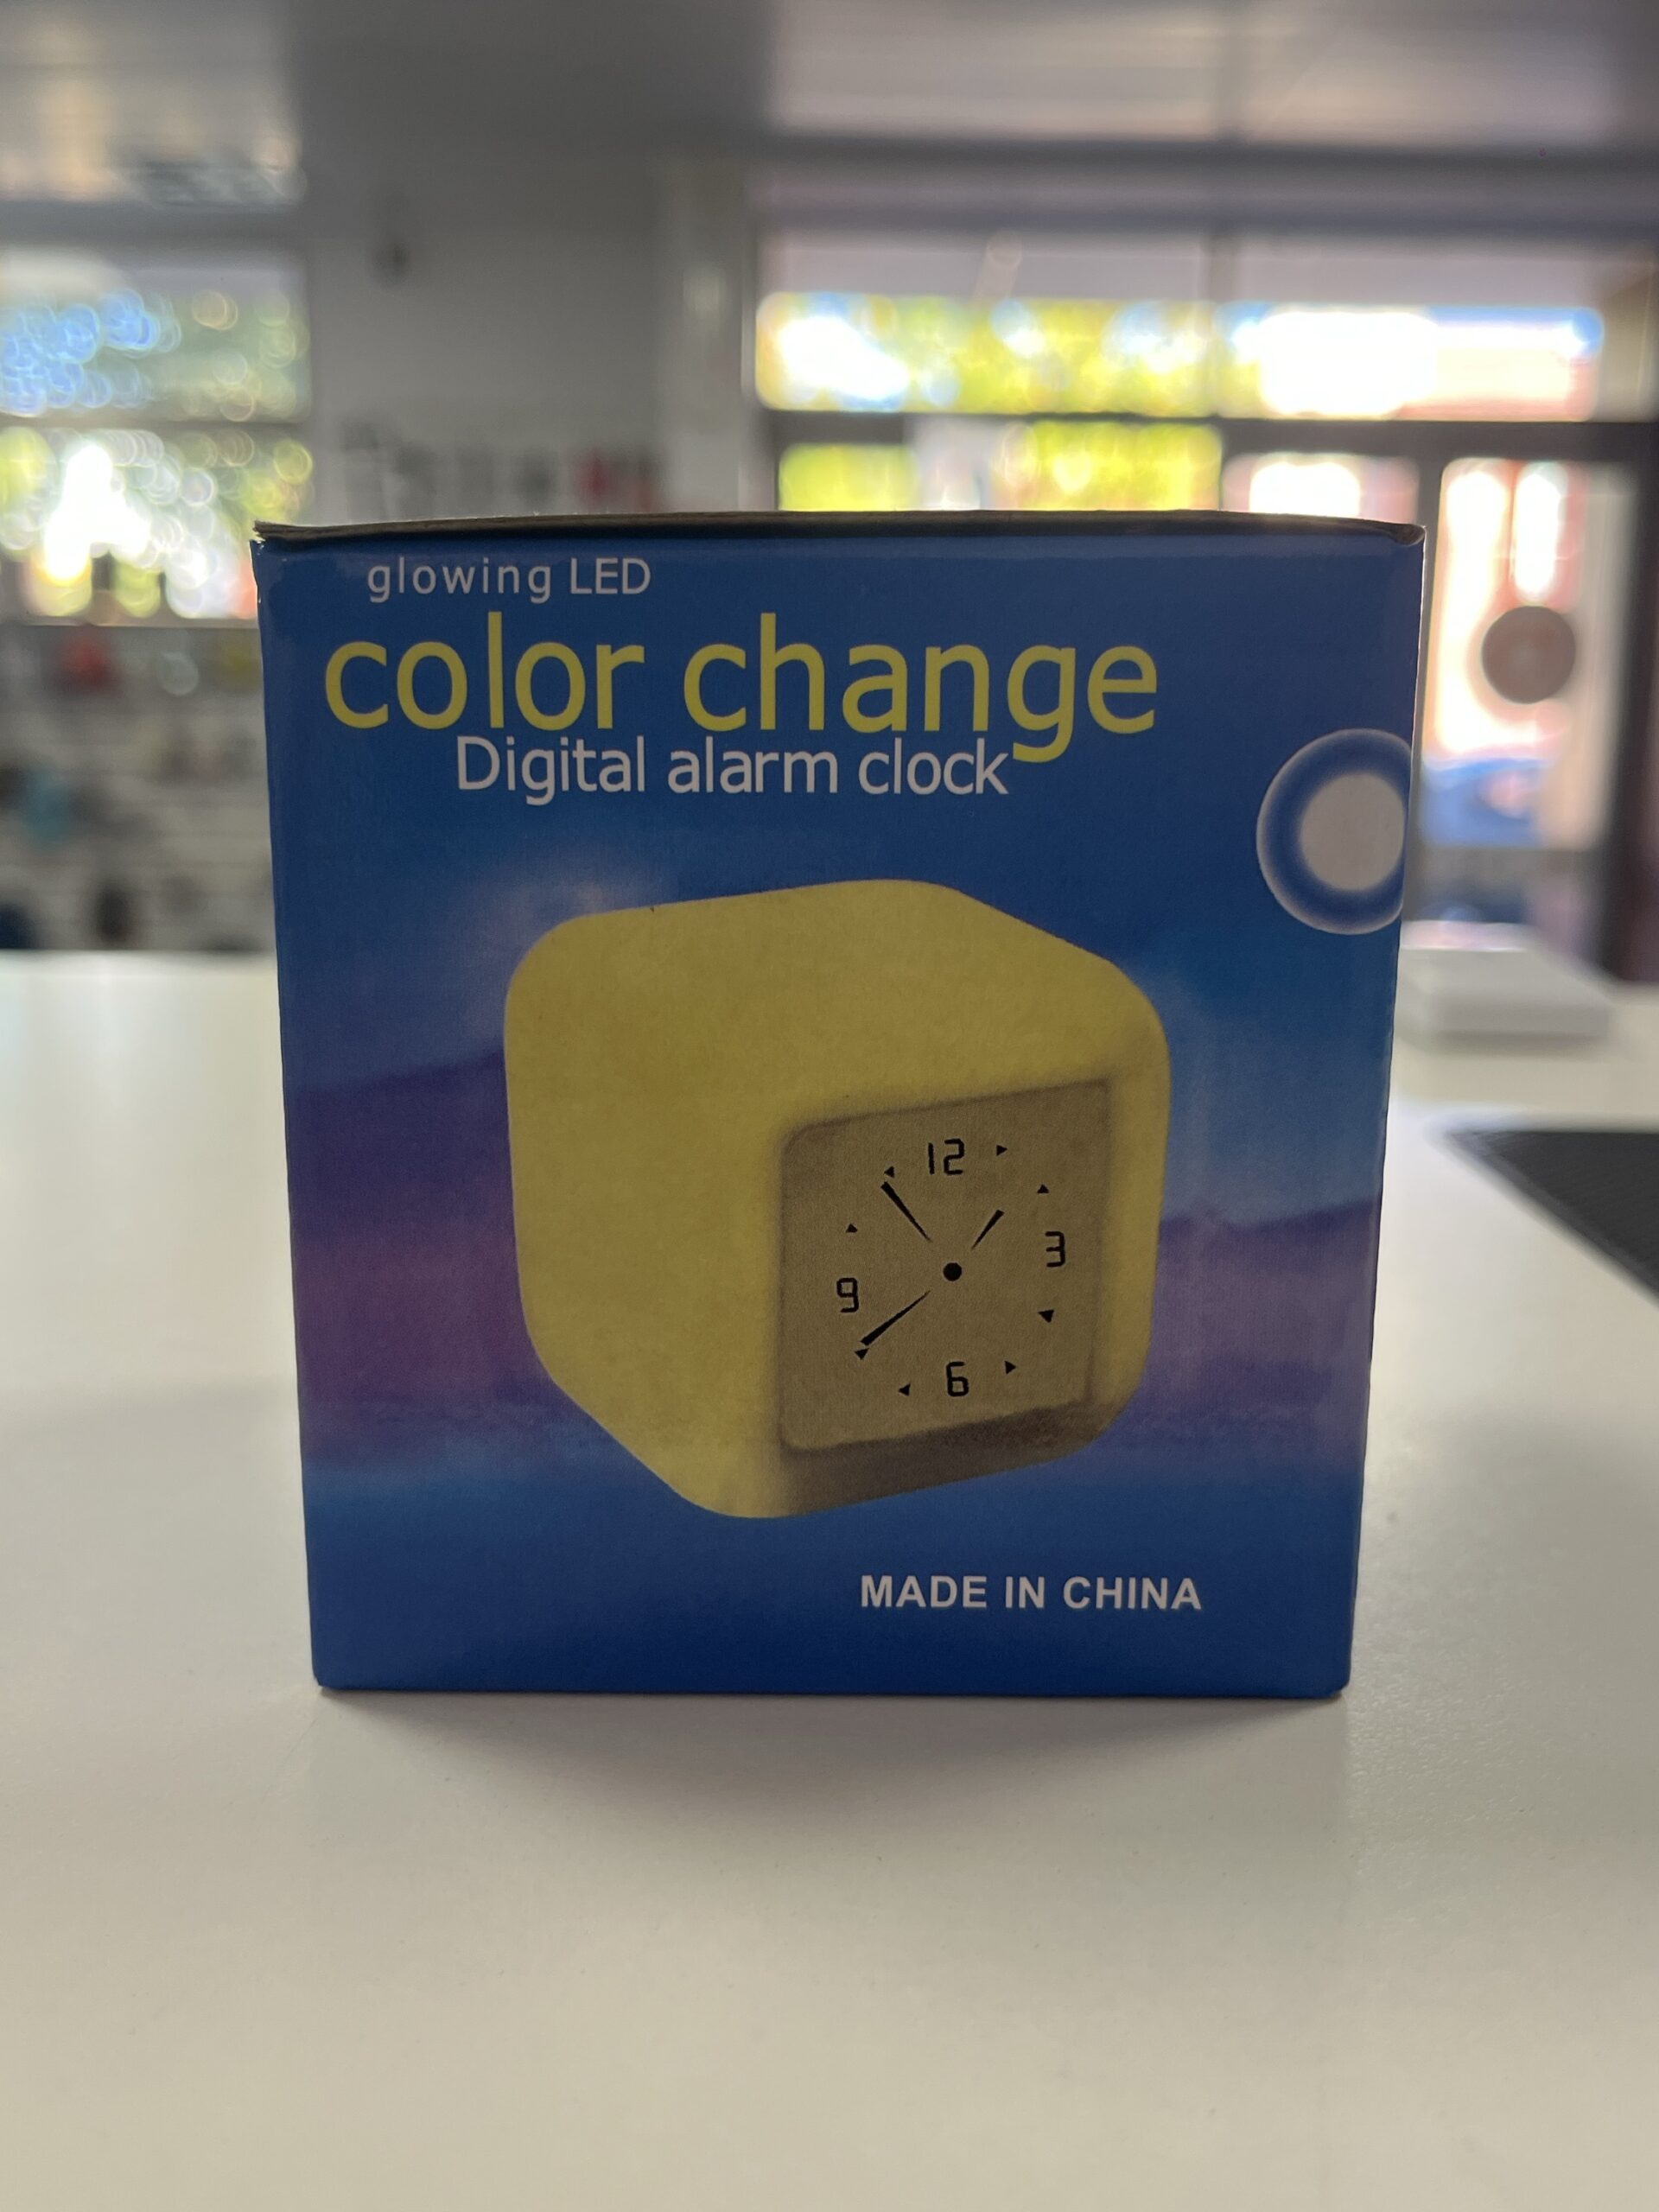 glowing LED
color change
Digital alarm clock
12
3
9
6
MADE IN CHINA